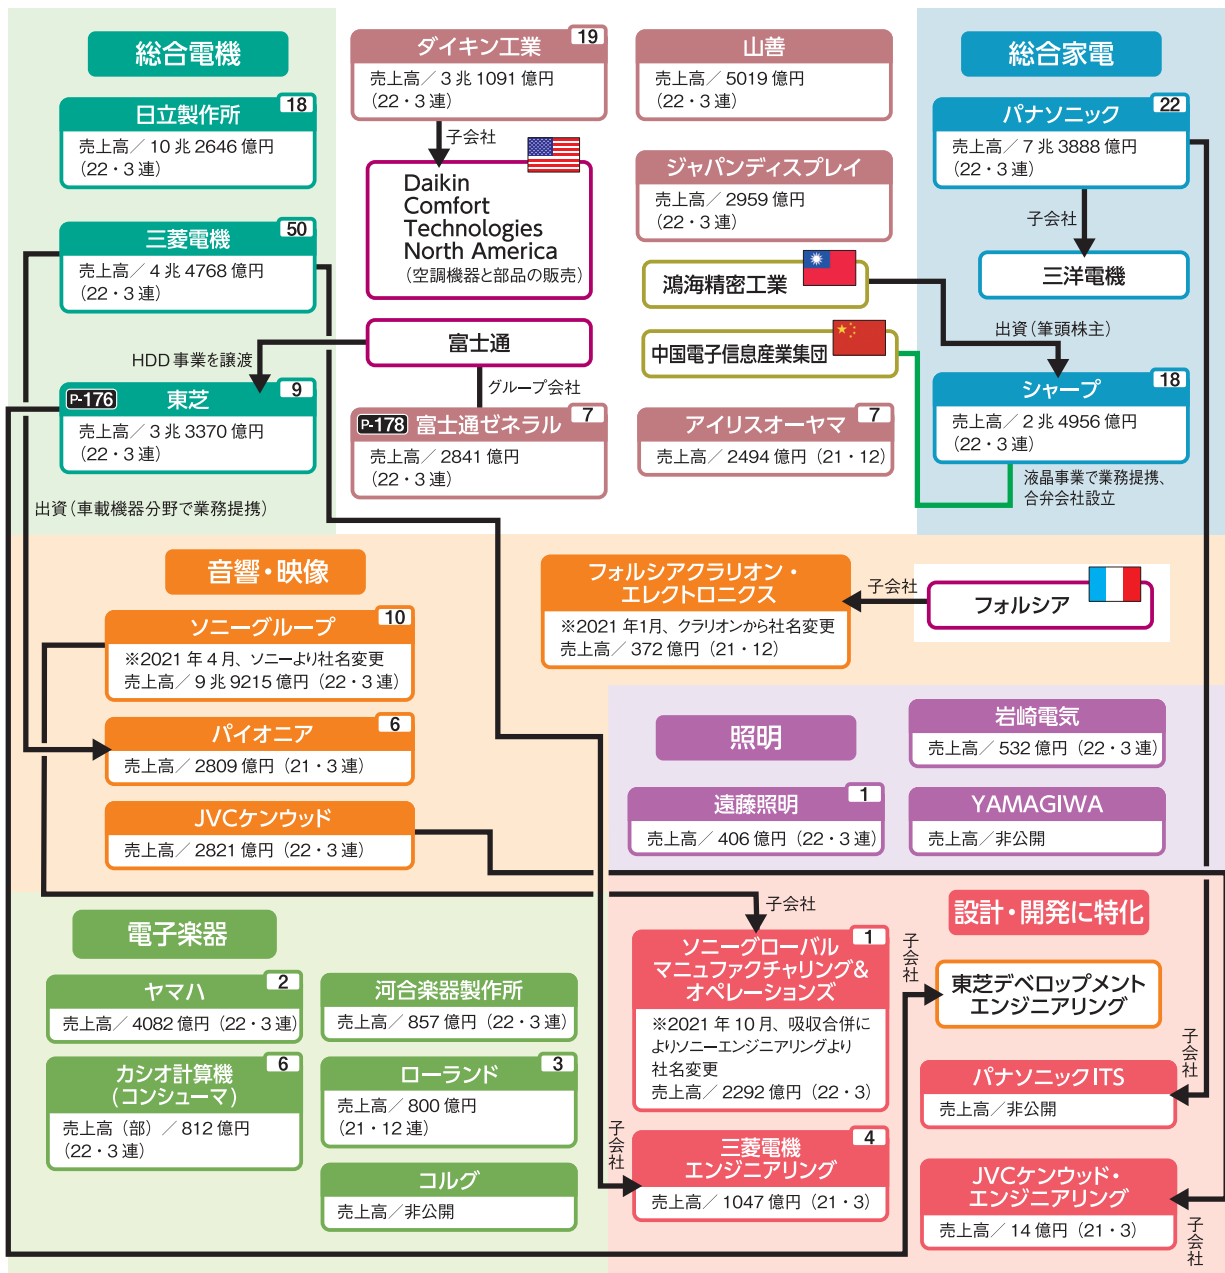 総合電機
日立製作所
18
売上高／10兆2646億円
(22・3連)
三菱電機
50
売上高／4兆4768億円
(22・3連)
HDD事業を譲渡
P-176
東芝
9
売上高／3兆3370億円
(22・3連)
出資(車載機器分野で業務提携)
ダイキン工業
19
売上高／3兆1091億円
(22・3連)
子会社
Daikin
Comfort
Technologies
North America
(空調機器と部品の販売)
富士通
グループ会社
P-178
富士通ゼネラル
7
売上高／2841億円
(22・3連)
山善
売上高／5019億円
(22・3連)
ジャパンディスプレイ
売上高／2959億円
(22・3連)
鴻海精密工業
中国電子信息産業集団
アイリスオーヤマ
7
売上高／2494億円(21・12)
総合家電
パナソニック
22
売上高／7兆3888億円
(22・3連)
子会社
三洋電機
出資(筆頭株主)
シャープ
18
売上高／2兆4956億円
(22・3連)
液晶事業で業務提携、
合弁会社設立
音響・映像
ソニーグループ
10
※2021年4月、ソニーより社名変更
売上高／9兆9215億円(22・3連)
パイオニア
6
売上高／2809億円(21・3連)
JVCケンウッド
売上高／2821億円(22・3連)
フォルシアクラリオン・
エレクトロニクス
※2021年1月、クラリオンから社名変更
売上高／372億円(21・12)
子会社
フォルシア
照明
岩崎電気
売上高／532億円(22・3連)
遠藤照明
1
売上高／406億円(22・3連)
YAMAGIWA
売上高／非公開
電子楽器
ヤマハ
2
売上高／4082億円(22・3連)
カシオ計算機
(コンシューマ)
6
売上高(部)／812億円
(22・3連)
河合楽器製作所
売上高／857億円(22・3連)
ローランド
3
売上高／800億円
(21・12連)
コルグ
売上高／非公開
設計・開発に特化
子会社
ソニーグローバル
マニュファクチャリング&
オペレーションズ
1
※2021年10月、吸収合併に
よりソニーエンジニアリングより
社名変更
売上高／2292億円(22・3)
子会社
三菱電機
エンジニアリング
4
売上高／1047億円(21・3)
子会社
東芝デベロップメント
エンジニアリング
子会社
パナソニックITS
売上高／非公開
JVCケンウッド・
エンジニアリング
売上高／14億円(21・3)
子会社